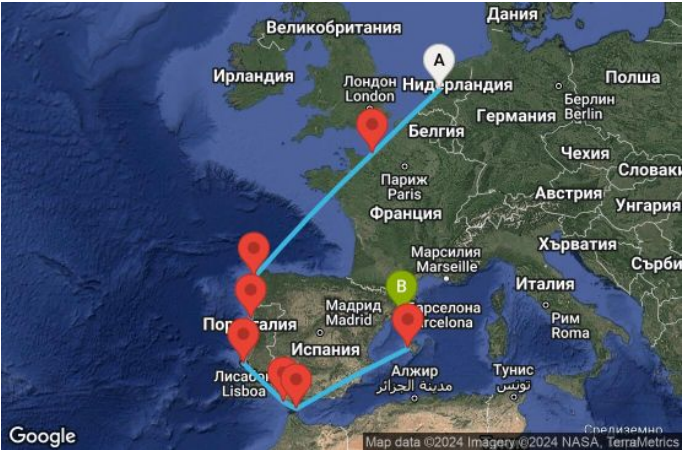 Дания
Великобритания
Ирландия
Лондон
London
A
Нидерландия
Полша
Берлин
Berlin
Германия
Белгия
Чехия
Париж
Paris
Словаки
Австрия
Унгария
Франция
Хърватия
Марсилия
Marseille
Сърби
Италия
B
Рим
Roma
Мадрид
Madrid
Испания
Лисабон
Lisboa
Алжир
مدينة الجزائر
Тунис
تونس
Средиземно
Google
Map data ©2024 Imagery ©2024 NASA, TerraMetrics